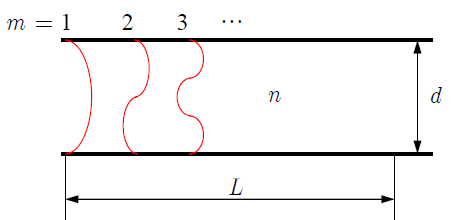 m = 1 2 3 ⋯
n
d
L